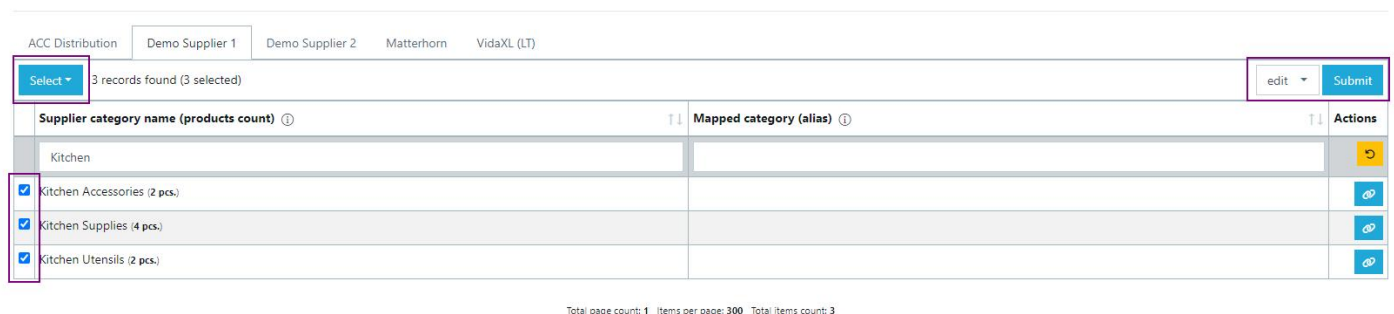 ACC Distribution Demo Supplier 1 Demo Supplier 2 Matterhorn VidaXL (LT)
Select 3 records found (3 selected) edit Submit
Supplier category name (products count) Mapped category (alias) Actions
Kitchen
Kitchen Accessories (2 pcs.)
Kitchen Supplies (4 pcs.)
Kitchen Utensils (2 pcs.)
Total page count: 1 Items per page: 300 Total items count: 3